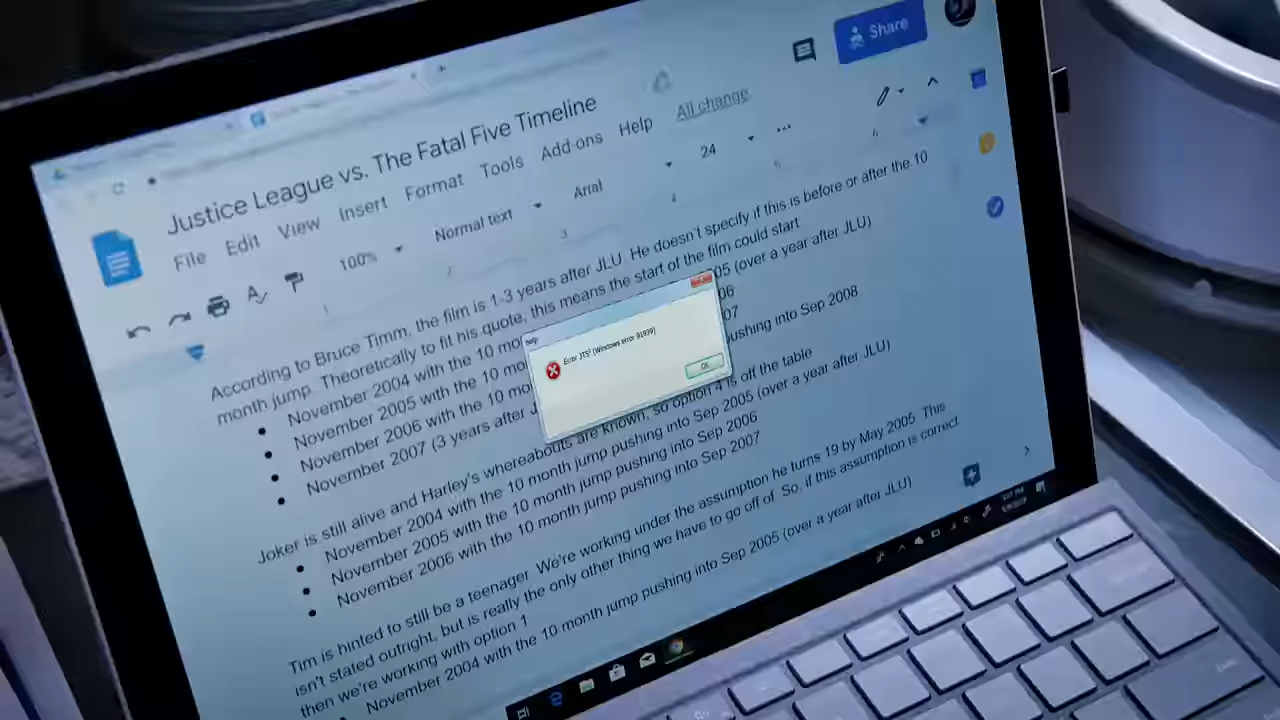 Share
Justice League vs. The Fatal Five Timeline
File Edit View Insert Format Tools Add-ons Help All change
100% Normal text Arial 24
According to Bruce Timm, the film is 1-3 years after JLU. He doesn't specify if this is before or after the 10
month jump. Theoretically to fit his quote, this means the start of the film could start
November 2004 with the 10 mo 05 (over a year after JLU)
November 2005 with the 10 mo 06
November 2006 with the 10 mo 07
November 2007 (3 years after J pushing into Sep 2008
help
Error JTS? (Windows error 91939)
OK
Joker is still alive and Harley's whereabouts are known, so option 4 is off the table
November 2004 with the 10 month jump pushing into Sep 2005 (over a year after JLU)
November 2005 with the 10 month jump pushing into Sep 2006
November 2006 with the 10 month jump pushing into Sep 2007
Tim is hinted to still be a teenager. We're working under the assumption he turns 19 by May 2005. This
isn't stated outright, but is really the only other thing we have to go off of. So, if this assumption is correct
then we're working with option 1
November 2004 with the 10 month jump pushing into Sep 2005 (over a year after JLU)